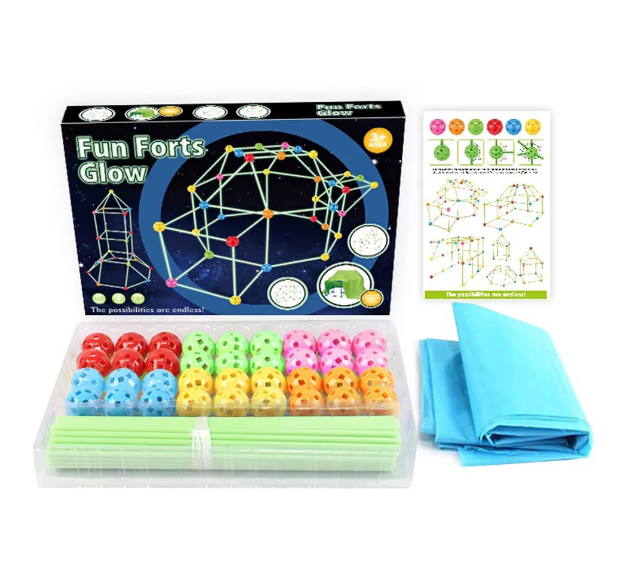 Fun Forts
Glow
Fun Forts
Glow
3+
AGES
The possibilities are endless!
The possibilities are endless!